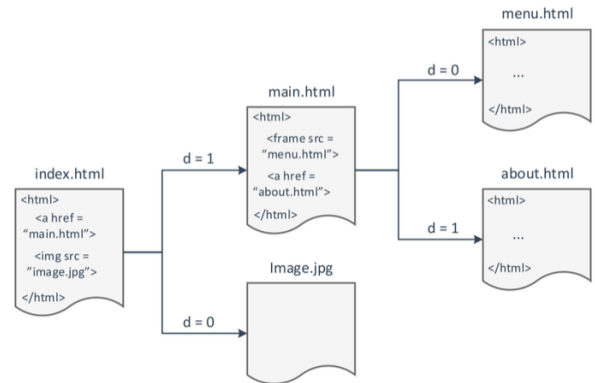 index.html
<html>
<a href =
"main.html">
<img src =
"image.jpg">
</html>
d = 1
d = 0
main.html
<html>
<frame src =
"menu.html">
<a href =
"about.html">
</html>
Image.jpg
d = 0
d = 1
menu.html
<html>
...
</html>
about.html
<html>
...
</html>